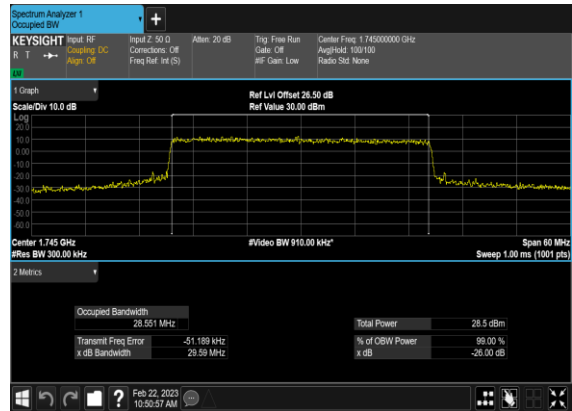 Spectrum Analyzer 1
Occupied BW
+
KEYSIGHT Input: RF Input Z: 50 Ω Atten: 20 dB Trig: Free Run Center Freq: 1.745000000 GHz
R T Coupling: DC Corrections: Off Gate: Off Avg|Hold: 100/100
Align: Off Freq Ref: Int (S) #IF Gain: Low Radio Std: None
1 Graph
Ref Lvl Offset 26.50 dB
Scale/Div 10.0 dB Ref Value 30.00 dBm
Log
20.0
10.0
0.00
-10.0
-20.0
-30.0
-40.0
-50.0
-60.0
Center 1.745 GHz #Video BW 910.00 kHz* Span 60 MHz
#Res BW 300.00 kHz Sweep 1.00 ms (1001 pts)
2 Metrics
Occupied Bandwidth
28.551 MHz Total Power 28.5 dBm
Transmit Freq Error -51.189 kHz % of OBW Power 99.00 %
x dB Bandwidth 29.59 MHz x dB -26.00 dB
? Feb 22, 2023
10:50:57 AM